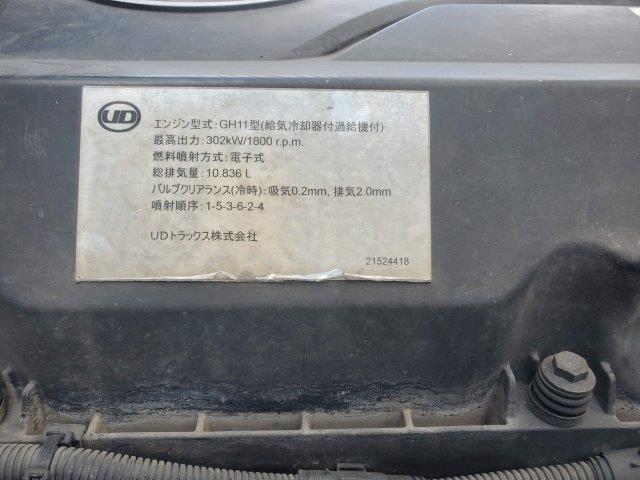 UD
エンジン型式:GH11型(給気冷却器付過給機付)
最高出力:302kW/1800 r.p.m.
燃料噴射方式:電子式
総排気量:10.836 L
バルブクリアランス(冷時):吸気0.2mm, 排気2.0mm
噴射順序:1-5-3-6-2-4
UDトラックス株式会社
21524418